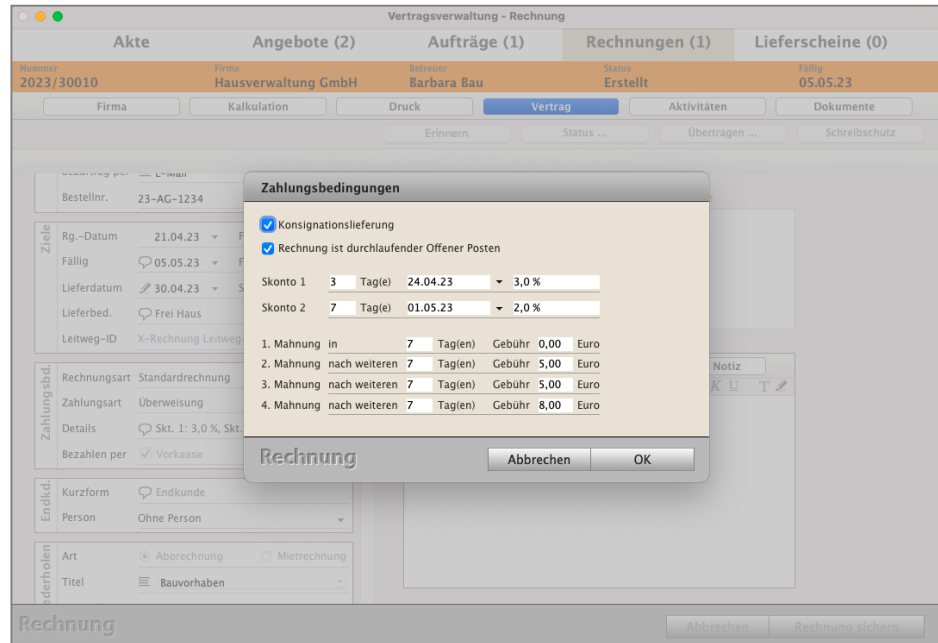 Vertragsverwaltung - Rechnung
Akte Angebote (2) Aufträge (1) Rechnungen (1) Lieferscheine (0)
Nummer Firma Betreuer Status Fällig
2023/30010 Hausverwaltung GmbH Barbara Bau Erstellt 05.05.23
Firma Kalkulation Druck Vertrag Aktivitäten Dokumente
Erinnern Status ... Übertragen ... Schreibschutz
E-Mail
Bestellnr. 23-AG-1234
Ziele
Rg.-Datum 21.04.23 F
Fällig 05.05.23 F
Lieferdatum 30.04.23 S
Lieferbed. Frei Haus
Leitweg-ID X-Rechnung Leitweg
Zahlungsbd.
Rechnungsart Standardrechnung
Zahlungsart Überweisung
Details Skt. 1: 3,0 %, Skt.
Bezahlen per Vorkasse
Endkd.
Kurzform Endkunde
Person Ohne Person
ederholen
Art Aborechnung Mietrechnung
Titel Bauvorhaben
Zahlungsbedingungen
Konsignationslieferung
Rechnung ist durchlaufender Offener Posten
Skonto 1 3 Tag(e) 24.04.23 3,0 %
Skonto 2 7 Tag(e) 01.05.23 2,0 %
1. Mahnung in 7 Tag(en) Gebühr 0,00 Euro
2. Mahnung nach weiteren 7 Tag(en) Gebühr 5,00 Euro
3. Mahnung nach weiteren 7 Tag(en) Gebühr 5,00 Euro
4. Mahnung nach weiteren 7 Tag(en) Gebühr 8,00 Euro
Rechnung Abbrechen OK
Notiz
K U T
Rechnung Abbrechen Rechnung sichern